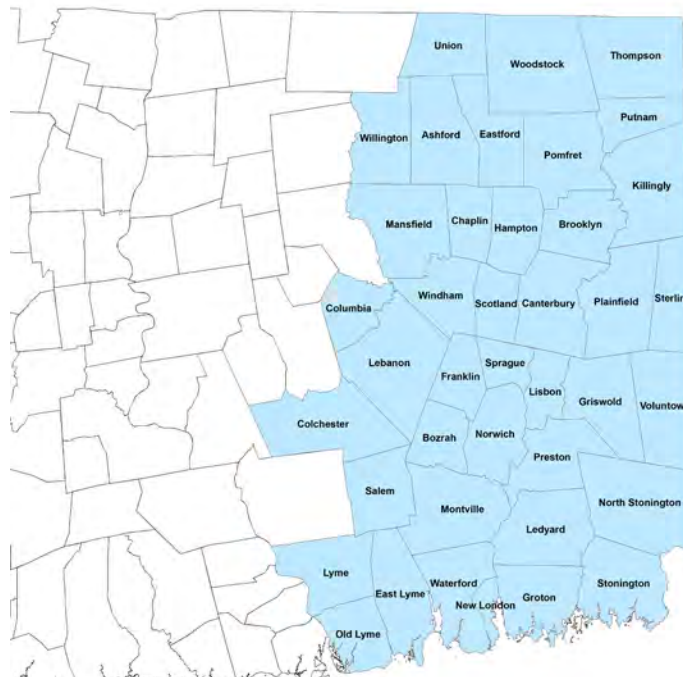 Union
Woodstock
Thompson
Putnam
Willington
Ashford
Eastford
Pomfret
Killingly
Mansfield
Chaplin
Hampton
Brooklyn
Columbia
Windham
Scotland
Canterbury
Plainfield
Sterlin
Lebanon
Franklin
Sprague
Lisbon
Griswold
Voluntow
Colchester
Bozrah
Norwich
Preston
Salem
Montville
North Stonington
Ledyard
Lyme
East Lyme
Waterford
New London
Groton
Stonington
Old Lyme